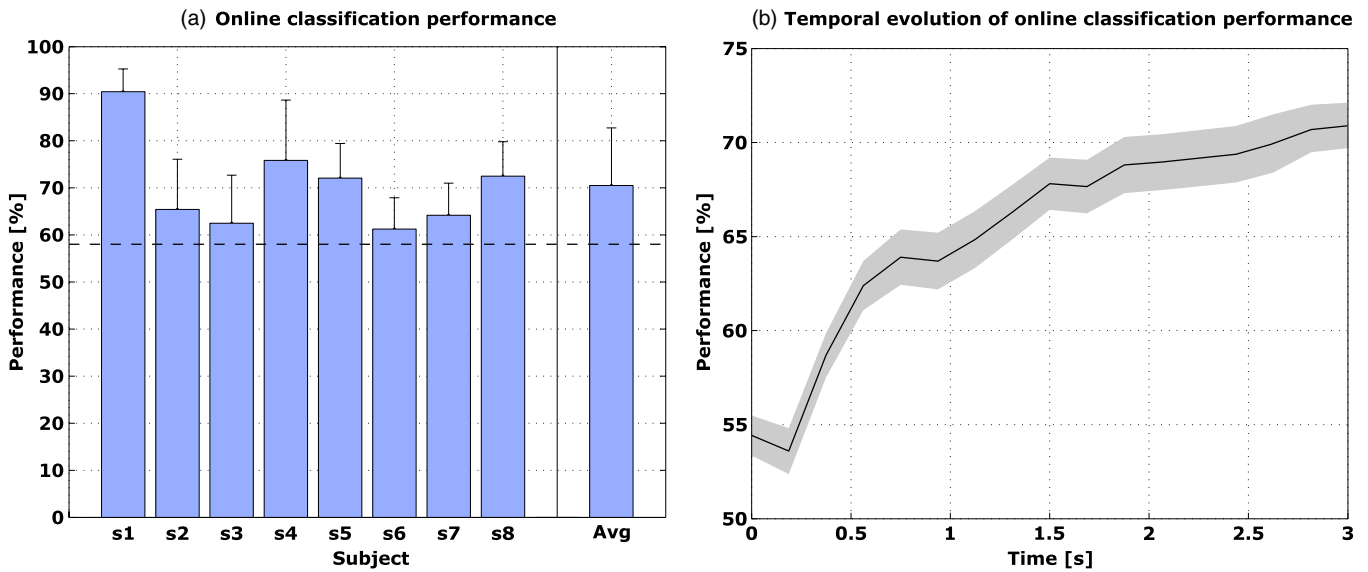 (a) Online classification performance
100
90
80
70
60
50
40
30
20
10
0
Performance [%]
s1 s2 s3 s4 s5 s6 s7 s8 Avg
Subject
(b) Temporal evolution of online classification performance
75
70
65
60
55
50
Performance [%]
0 0.5 1 1.5 2 2.5 3
Time [s]